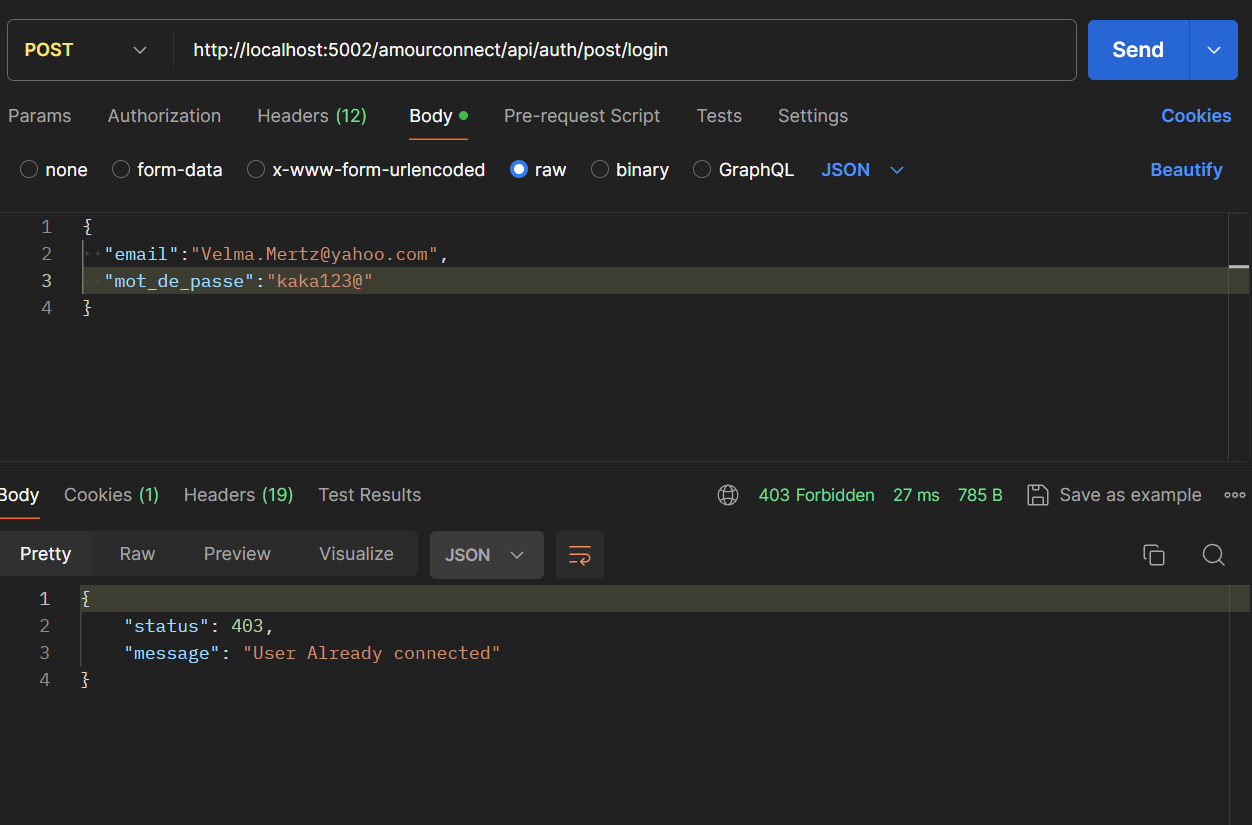 POST http://localhost:5002/amourconnect/api/auth/post/login Send
Params Authorization Headers (12) Body Pre-request Script Tests Settings Cookies
none form-data x-www-form-urlencoded raw binary GraphQL JSON Beautify
1 {
2 "email":"Velma.Mertz@yahoo.com",
3 "mot_de_passe":"kaka123@"
4 }
Body Cookies (1) Headers (19) Test Results 403 Forbidden 27 ms 785 B Save as example
Pretty Raw Preview Visualize JSON
1 {
2 "status": 403,
3 "message": "User Already connected"
4 }